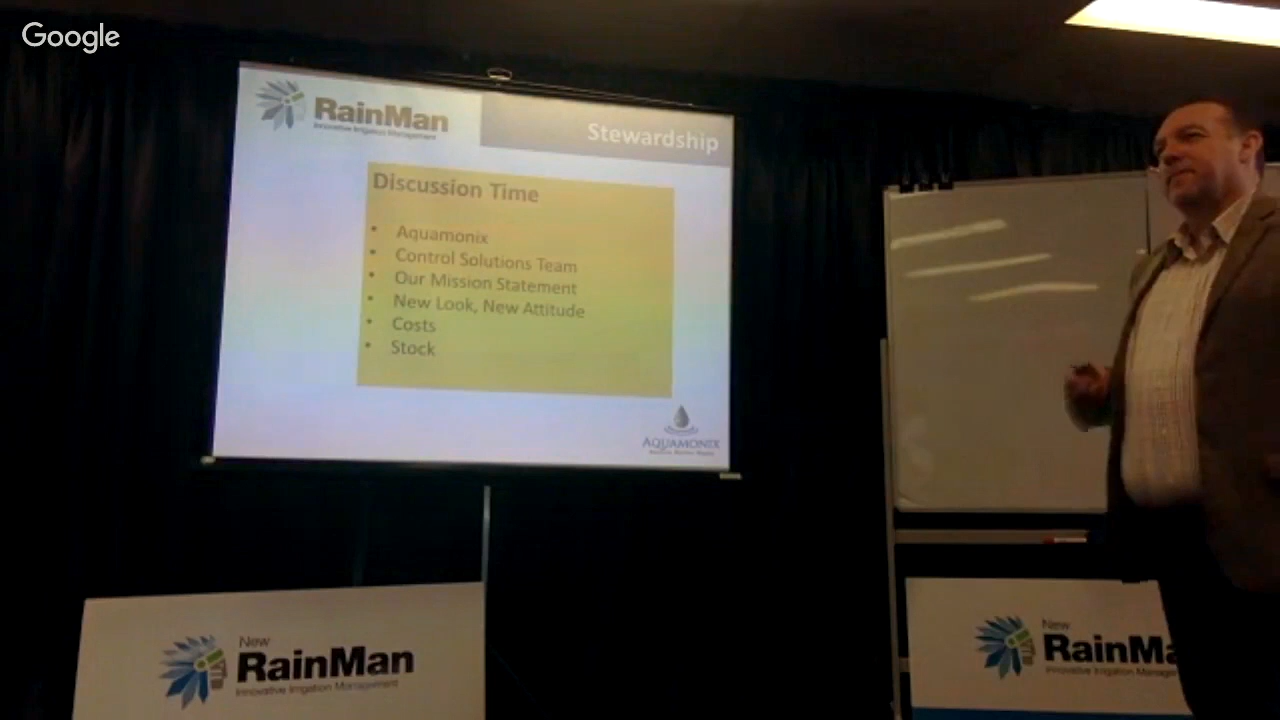 Google
RainMan
Innovative Irrigation Management
Stewardship
Discussion Time
• Aquamonix
• Control Solutions Team
• Our Mission Statement
• New Look, New Attitude
• Costs
• Stock
AQUAMONIX
New
RainMan
Innovative Irrigation Management
New
RainMa
Innovative Irrigation Manage